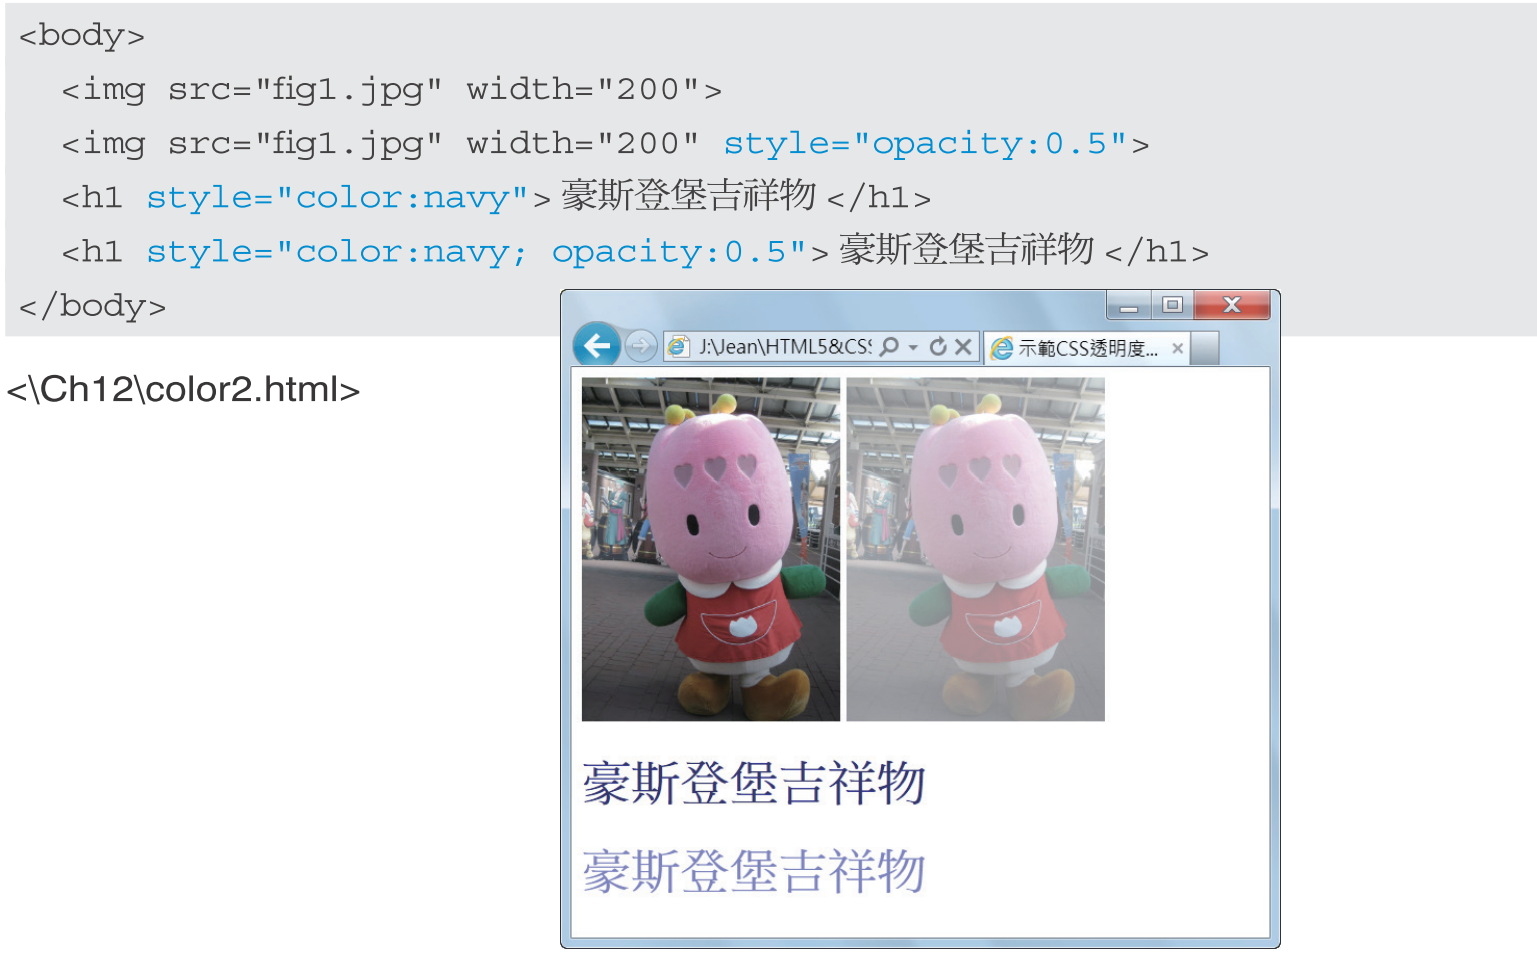 <body>
<img src="fig1.jpg" width="200">
<img src="fig1.jpg" width="200" style="opacity:0.5">
<h1 style="color:navy">豪斯登堡吉祥物</h1>
<h1 style="color:navy; opacity:0.5">豪斯登堡吉祥物</h1>
</body>
<\Ch12\color2.html>
J:\Jean\HTML5&CSS
示範CSS透明度...
豪斯登堡吉祥物
豪斯登堡吉祥物